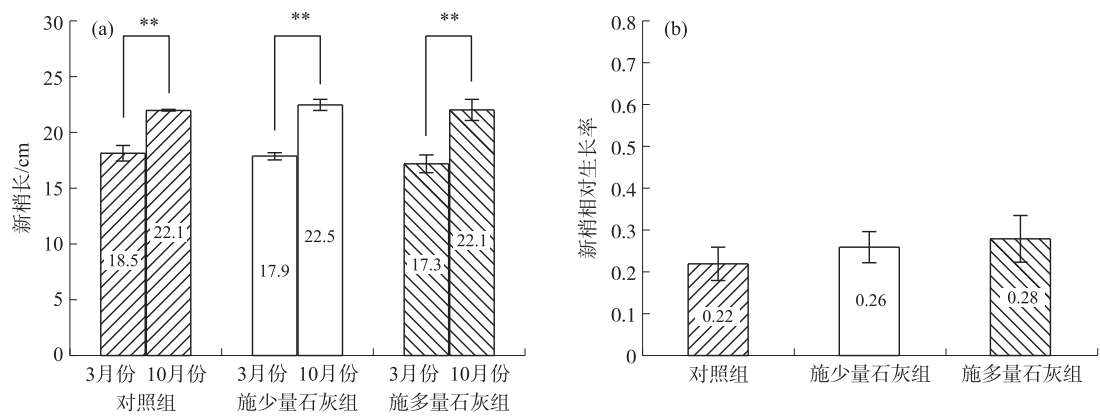 (a)
新梢长/cm
30
25
20
15
10
5
0
**
**
**
18.5
22.1
17.9
22.5
17.3
22.1
3月份 10月份
3月份 10月份
3月份 10月份
对照组
施少量石灰组
施多量石灰组
(b)
新梢相对生长率
0.8
0.7
0.6
0.5
0.4
0.3
0.2
0.1
0
0.22
0.26
0.28
对照组
施少量石灰组
施多量石灰组